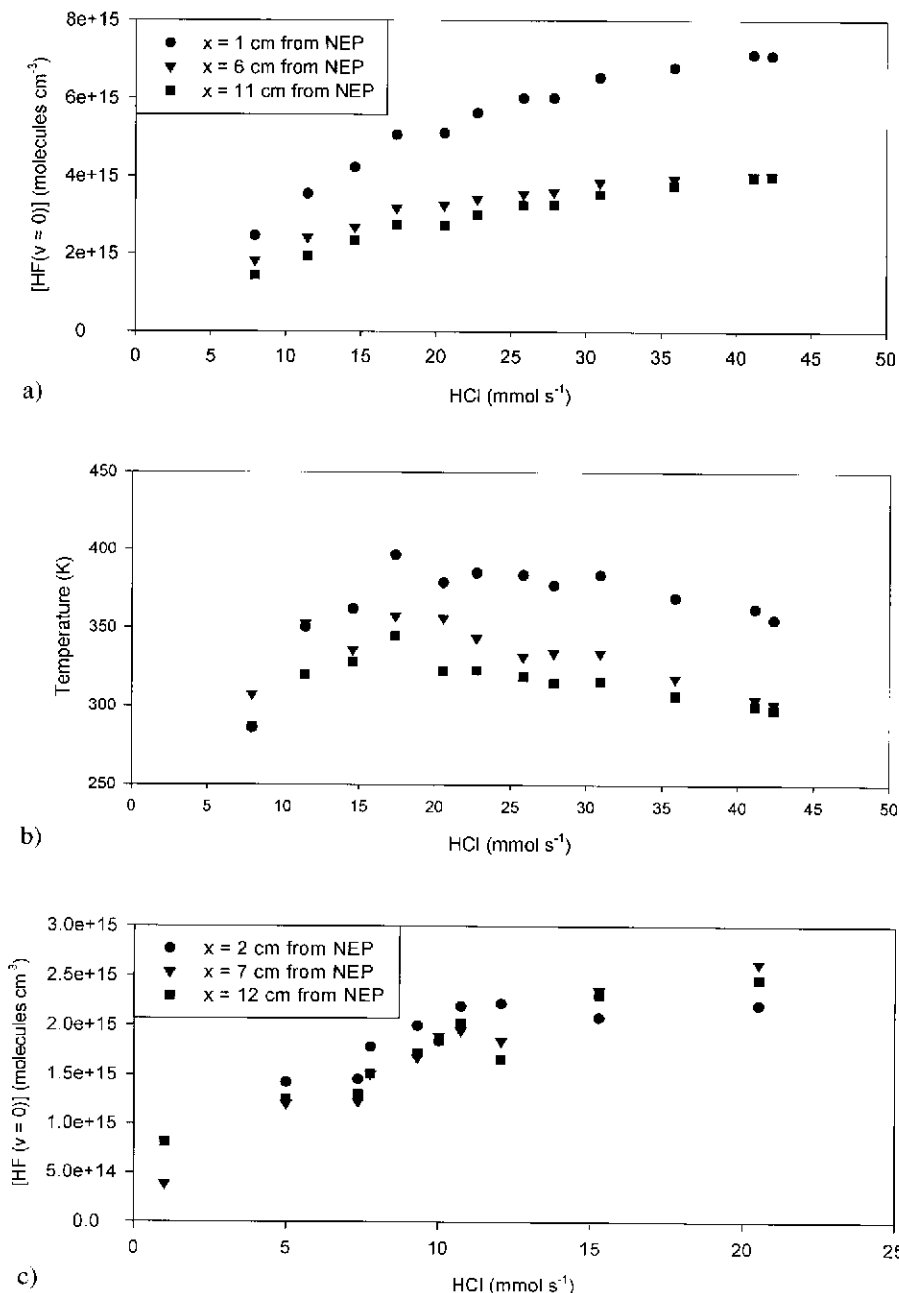 8e+15
6e+15
4e+15
2e+15
0
[HF(v = 0)] (molecules cm-3)
x = 1 cm from NEP
x = 6 cm from NEP
x = 11 cm from NEP
0 5 10 15 20 25 30 35 40 45 50
HCl (mmol s-1)
a)
450
400
350
300
250
Temperature (K)
0 5 10 15 20 25 30 35 40 45 50
HCl (mmol s-1)
b)
3.0e+15
2.5e+15
2.0e+15
1.5e+15
1.0e+15
5.0e+14
0.0
[HF (v = 0)] (molecules cm-3)
x = 2 cm from NEP
x = 7 cm from NEP
x = 12 cm from NEP
0 5 10 15 20 25
HCl (mmol s-1)
c)